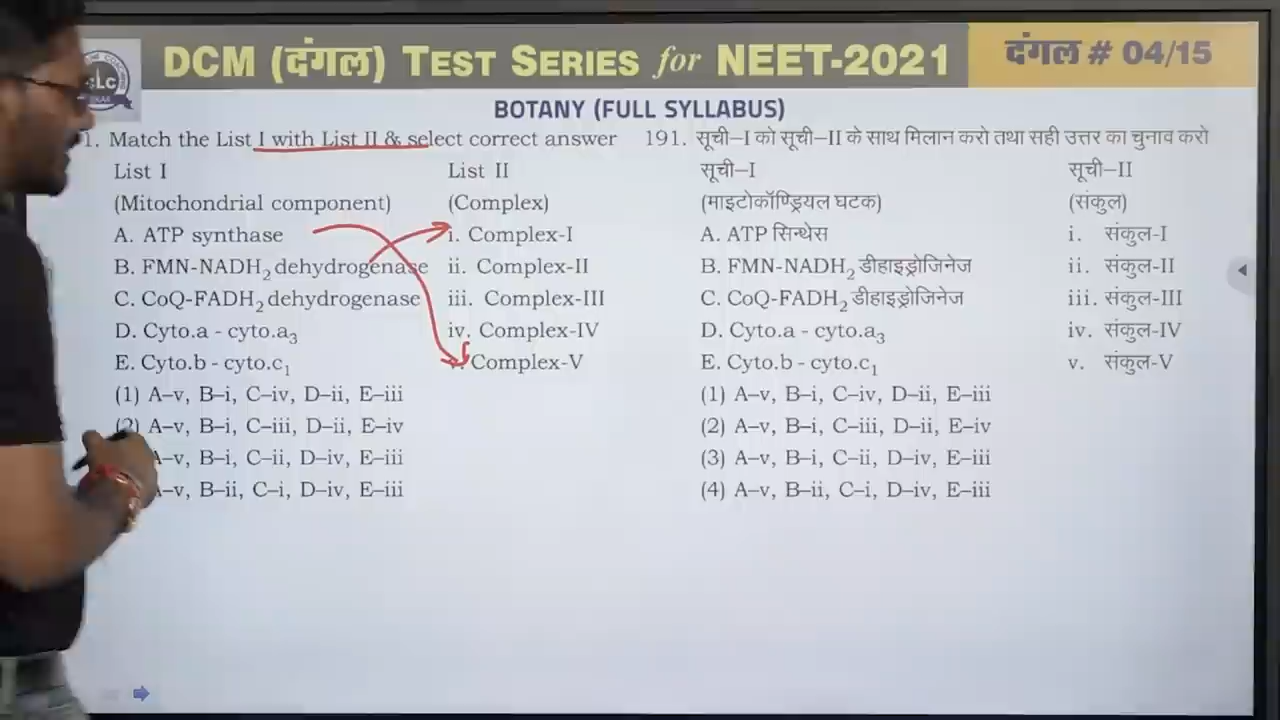 DCM (दंगल) TEST SERIES for NEET-2021
दंगल # 04/15
BOTANY (FULL SYLLABUS)
1. Match the List I with List II & select correct answer
List I List II
(Mitochondrial component) (Complex)
A. ATP synthase i. Complex-I
B. FMN-NADH₂ dehydrogenase ii. Complex-II
C. CoQ-FADH₂ dehydrogenase iii. Complex-III
D. Cyto.a - cyto.a₃ iv. Complex-IV
E. Cyto.b - cyto.c₁ Complex-V
(1) A–v, B–i, C–iv, D–ii, E–iii
(2) A–v, B–i, C–iii, D–ii, E–iv
A–v, B–i, C–ii, D–iv, E–iii
A–v, B–ii, C–i, D–iv, E–iii
191. सूची–I को सूची–II के साथ मिलान करो तथा सही उत्तर का चुनाव करो
सूची–I सूची–II
(माइटोकॉण्ड्रियल घटक) (संकुल)
A. ATP सिन्थेस i. संकुल-I
B. FMN-NADH₂ डीहाइड्रोजिनेज ii. संकुल-II
C. CoQ-FADH₂ डीहाइड्रोजिनेज iii. संकुल-III
D. Cyto.a – cyto.a₃ iv. संकुल-IV
E. Cyto.b - cyto.c₁ v. संकुल-V
(1) A–v, B–i, C–iv, D–ii, E–iii
(2) A–v, B–i, C–iii, D–ii, E–iv
(3) A–v, B–i, C–ii, D–iv, E–iii
(4) A–v, B–ii, C–i, D–iv, E–iii